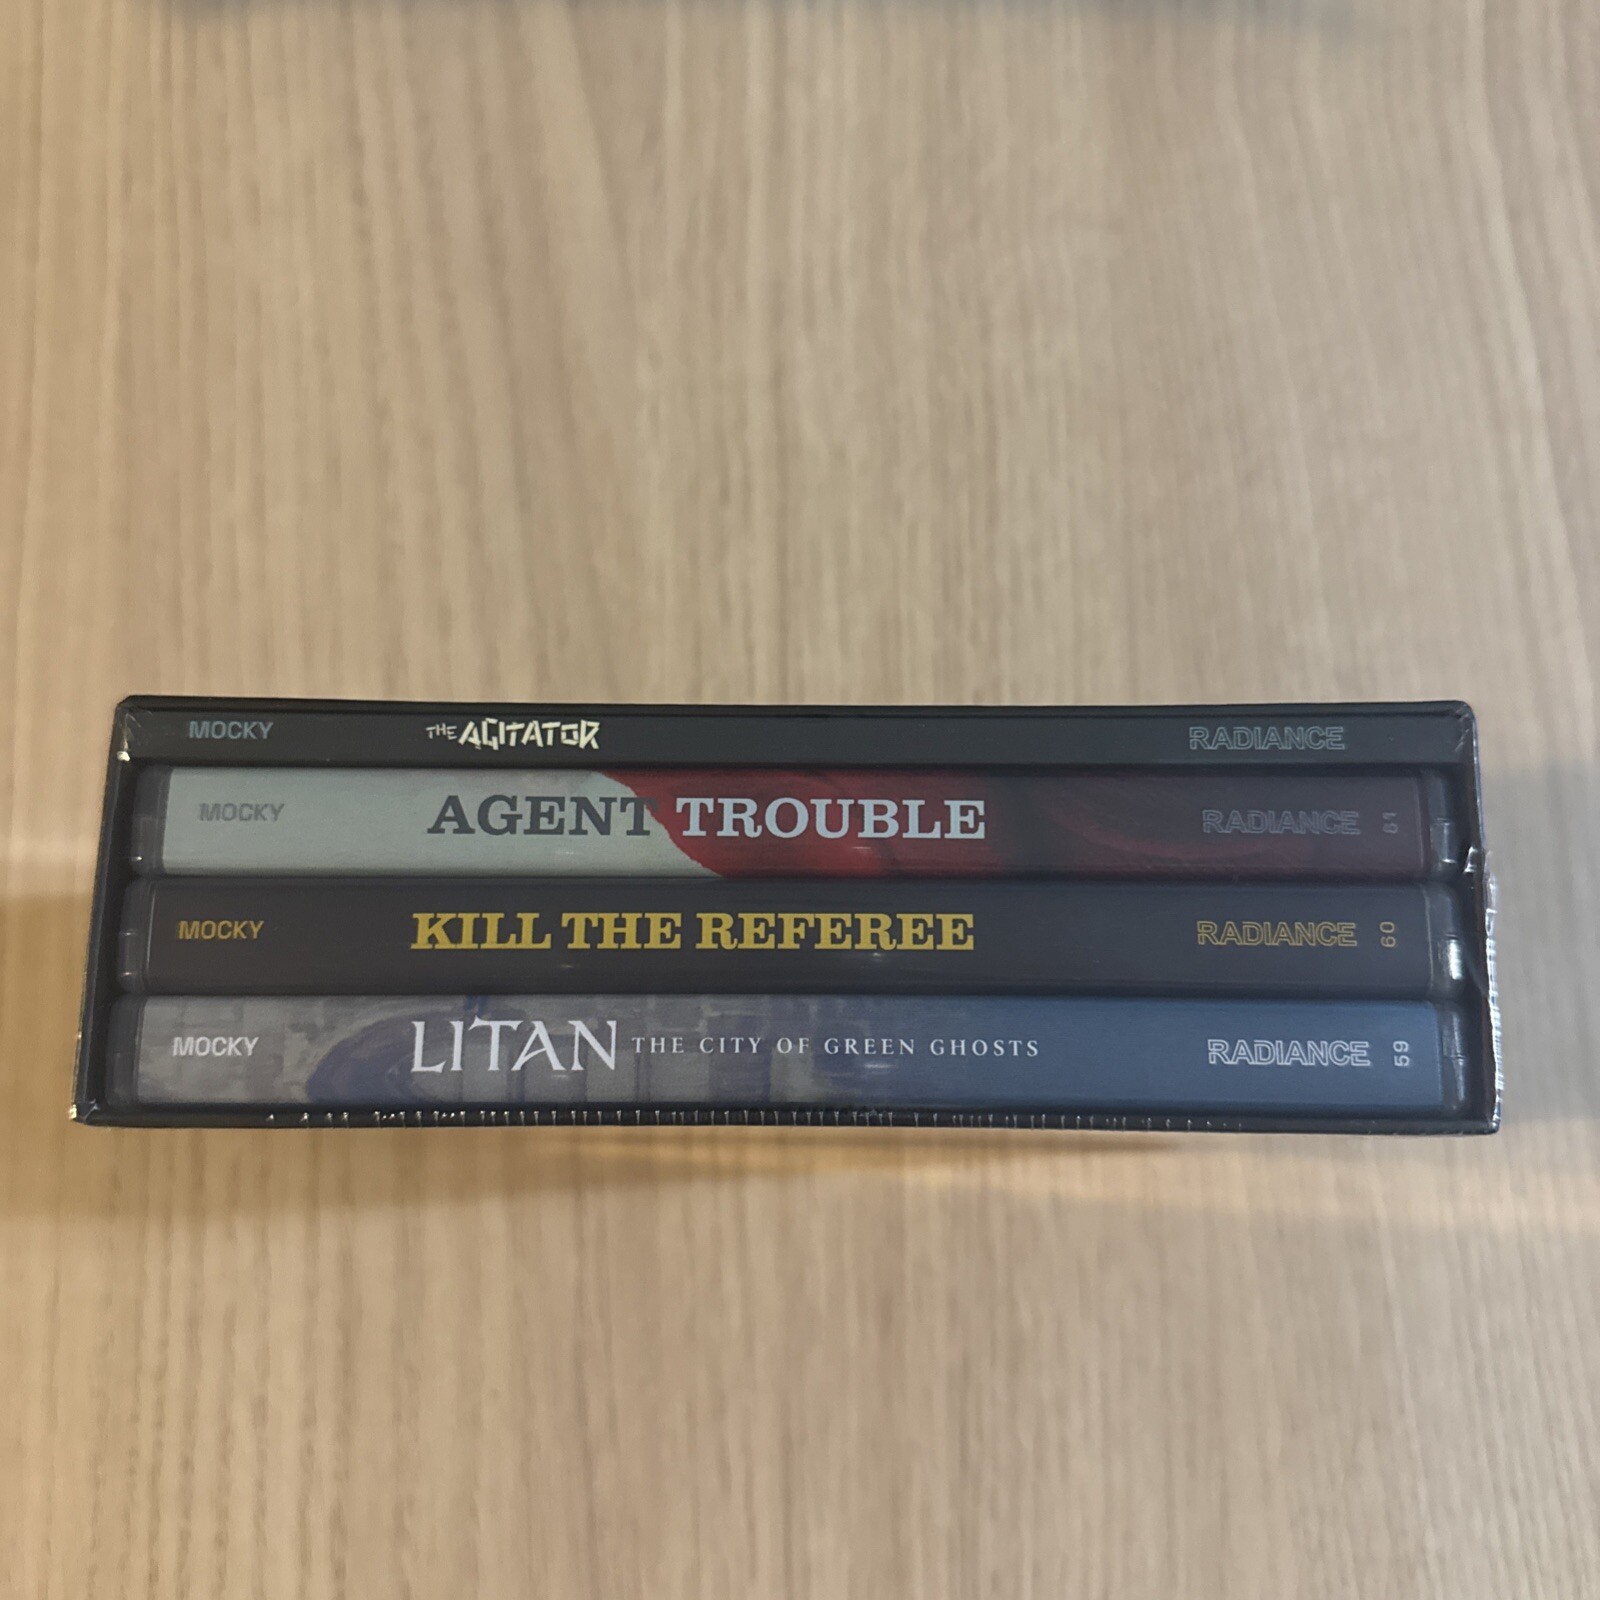 MOCKY THE AGITATOR RADIANCE
MOCKY AGENT TROUBLE RADIANCE 61
MOCKY KILL THE REFEREE RADIANCE 60
MOCKY LITAN THE CITY OF GREEN GHOSTS RADIANCE 59